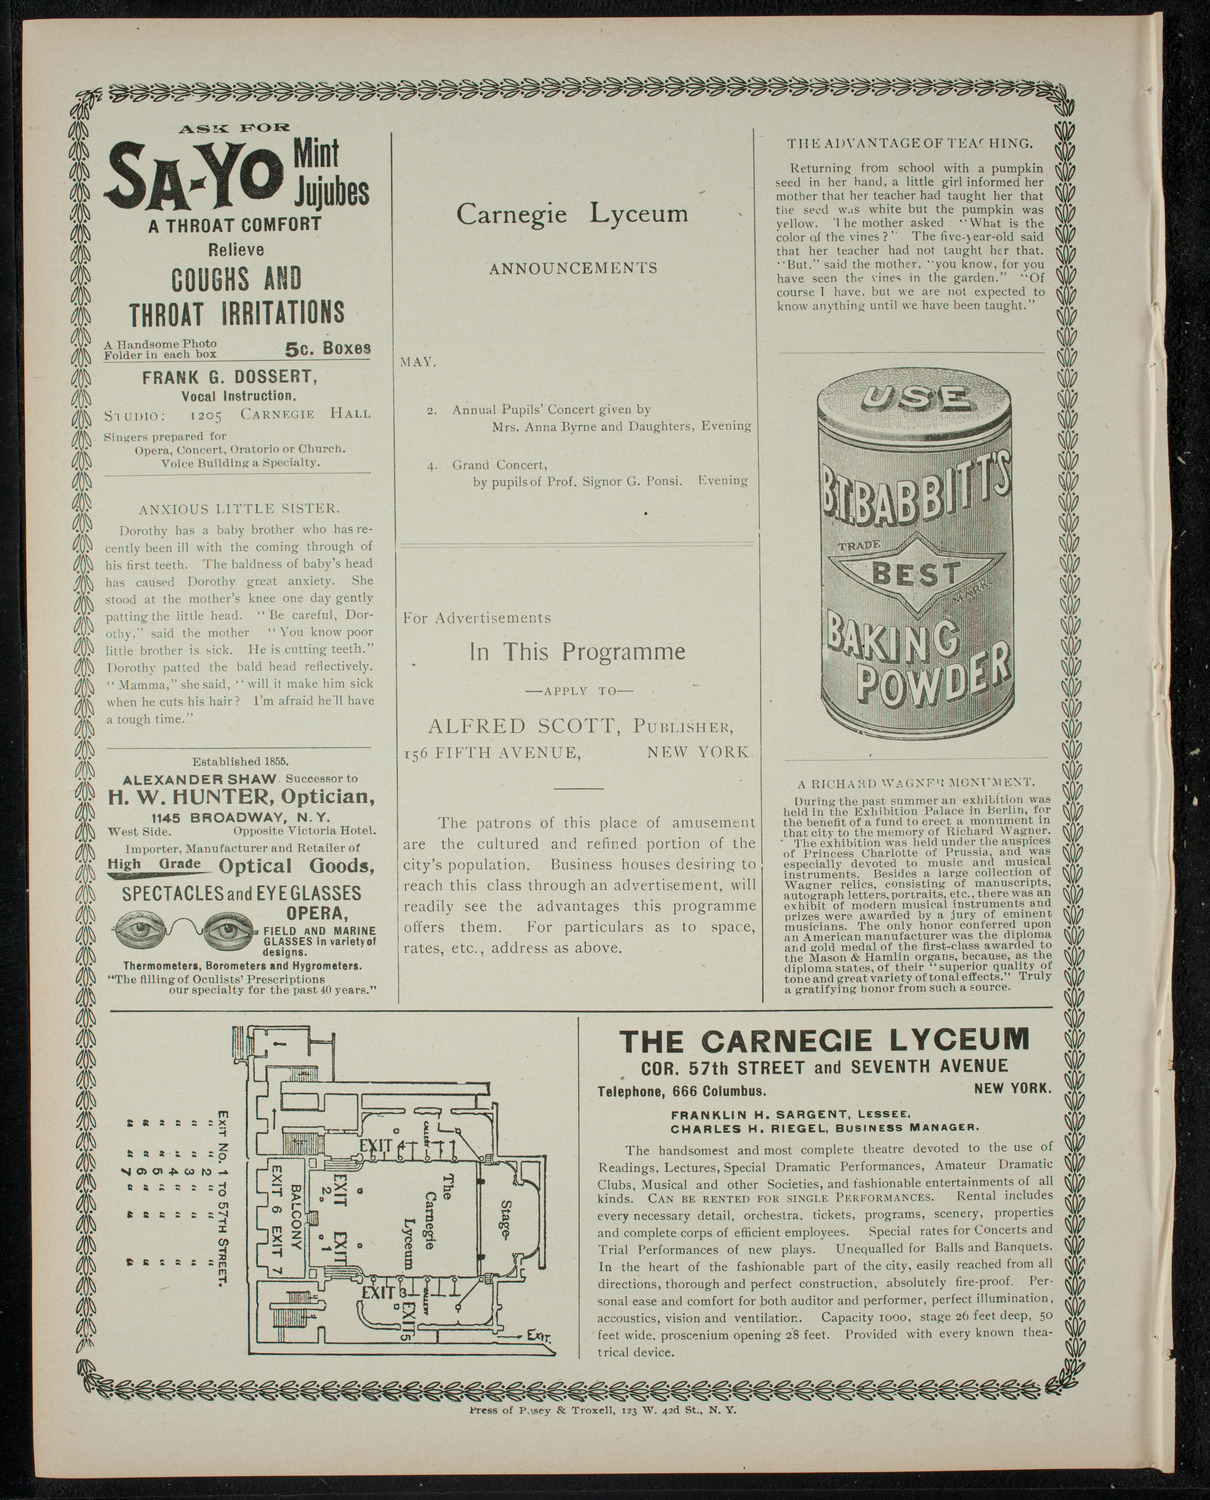 ASK FOR
SA-YO Mint
Jujubes
A THROAT COMFORT
Relieve
COUGHS AND
THROAT IRRITATIONS
A Handsome Photo
Folder in each box
5c. Boxes
FRANK G. DOSSERT,
Vocal Instruction.
STUDIO: 1205 CARNEGIE HALL
Singers prepared for
Opera, Concert, Oratorio or Church.
Voice Building a Specialty.
ANXIOUS LITTLE SISTER.
Dorothy has a baby brother who has re-
cently been ill with the coming through of
his first teeth. The baldness of baby's head
has caused Dorothy great anxiety. She
stood at the mother's knee one day gently
patting the little head. "Be careful, Dor-
othy," said the mother "You know poor
little brother is sick. He is cutting teeth."
Dorothy patted the bald head reflectively.
"Mamma," she said, "will it make him sick
when he cuts his hair? I'm afraid he'll have
a tough time."
Established 1855.
ALEXANDER SHAW. Successor to
H. W. HUNTER, Optician,
1145 BROADWAY, N. Y.
West Side. Opposite Victoria Hotel.
Importer, Manufacturer and Retailer of
High Grade Optical Goods,
SPECTACLES and EYEGLASSES
OPERA,
FIELD AND MARINE
GLASSES in variety of
designs.
Thermometers, Borometers and Hygrometers.
"The filling of Oculists' Prescriptions
our specialty for the past 40 years."
Carnegie Lyceum
ANNOUNCEMENTS
MAY.
2. Annual Pupils' Concert given by
Mrs. Anna Byrne and Daughters, Evening
4. Grand Concert,
by pupils of Prof. Signor G. Ponsi. Evening
For Advertisements
In This Programme
—APPLY TO—
ALFRED SCOTT, PUBLISHER,
156 FIFTH AVENUE, NEW YORK.
The patrons of this place of amusement
are the cultured and refined portion of the
city's population. Business houses desiring to
reach this class through an advertisement, will
readily see the advantages this programme
offers them. For particulars as to space,
rates, etc., address as above.
THE ADVANTAGE OF TEACHING.
Returning from school with a pumpkin
seed in her hand, a little girl informed her
mother that her teacher had taught her that
the seed was white but the pumpkin was
yellow. The mother asked: "What is the
color of the vines?" The five-year-old said
that her teacher had not taught her that.
"But," said the mother, "you know, for you
have seen the vines in the garden." "Of
course I have, but we are not expected to
know anything until we have been taught."
USE
B.T. BABBITT'S
TRADE
BEST
MARK
BAKING
POWDER
A RICHARD WAGNER MONUMENT.
During the past summer an exhibition was
held in the Exhibition Palace in Berlin, for
the benefit of a fund to erect a monument in
that city to the memory of Richard Wagner.
The exhibition was held under the auspices
of Princess Charlotte of Prussia, and was
especially devoted to music and musical
instruments. Besides a large collection of
Wagner relics, consisting of manuscripts,
autograph letters, portraits, etc., there was an
exhibit of modern musical instruments and
prizes were awarded by a jury of eminent
musicians. The only honor conferred upon
an American manufacturer was the diploma
and gold medal of the first-class awarded to
the Mason & Hamlin organs, because, as the
diploma states, of their "superior quality of
tone and great variety of tonal effects." Truly
a gratifying honor from such a source.
EXIT NO. 1 TO 57TH STREET.
" " 2 " " "
" " 3 " " "
" " 4 " " "
" " 5 " " "
" " 6 " " "
" " 7 " " "
EXIT 4
GALLERY
EXIT 2
EXIT 1
BALCONY
EXIT 6 EXIT 7
The
Carnegie
Lyceum
Stage
EXIT 3
GALLERY
EXIT 5
EXIT.
THE CARNEGIE LYCEUM
COR. 57th STREET and SEVENTH AVENUE
Telephone, 666 Columbus. NEW YORK.
FRANKLIN H. SARGENT, LESSEE.
CHARLES H. RIEGEL, BUSINESS MANAGER.
The handsomest and most complete theatre devoted to the use of
Readings, Lectures, Special Dramatic Performances, Amateur Dramatic
Clubs, Musical and other Societies, and fashionable entertainments of all
kinds. CAN BE RENTED FOR SINGLE PERFORMANCES. Rental includes
every necessary detail, orchestra, tickets, programs, scenery, properties
and complete corps of efficient employees. Special rates for Concerts and
Trial Performances of new plays. Unequalled for Balls and Banquets.
In the heart of the fashionable part of the city, easily reached from all
directions, thorough and perfect construction, absolutely fire-proof. Per-
sonal ease and comfort for both auditor and performer, perfect illumination,
accoustics, vision and ventilation. Capacity 1000, stage 26 feet deep, 50
feet wide, proscenium opening 28 feet. Provided with every known thea-
trical device.
Press of Pusey & Troxell, 123 W. 42d St., N. Y.